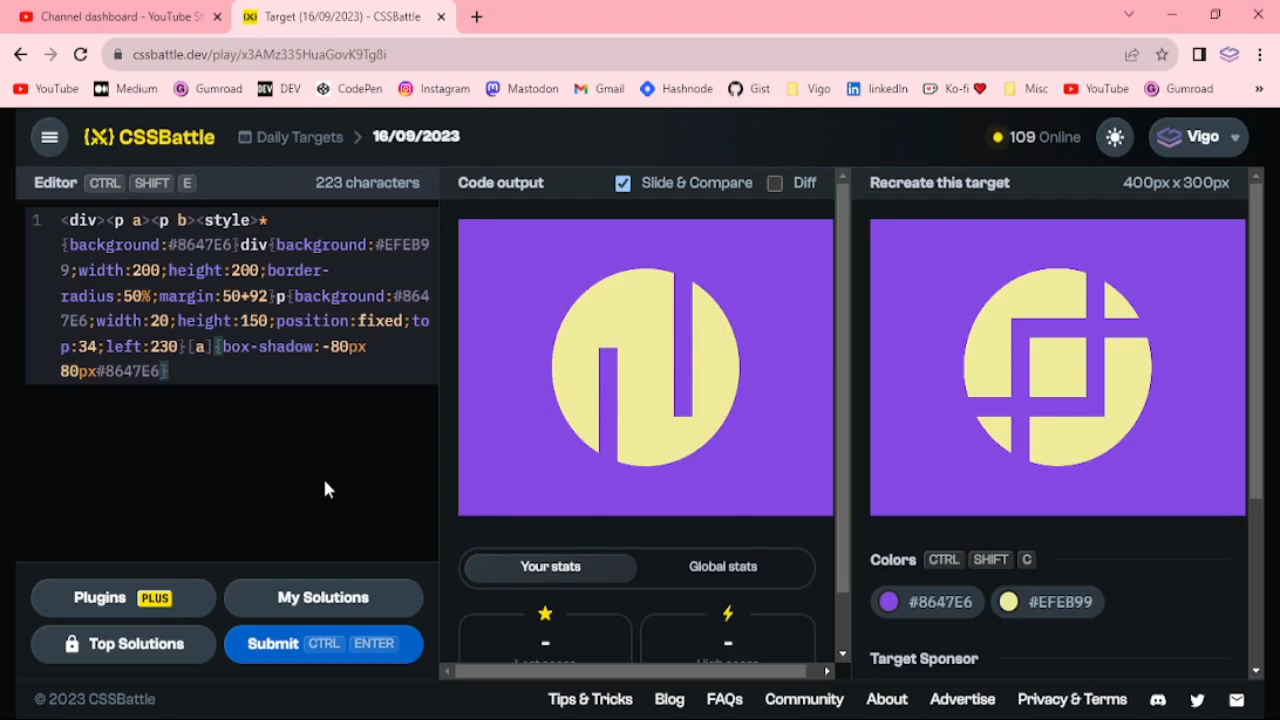 Channel dashboard - YouTube St
Target (16/09/2023) - CSSBattle
cssbattle.dev/play/x3AMz335HuaGovK9Tg8i
YouTube Medium Gumroad DEV CodePen Instagram Mastodon Gmail Hashnode Gist Vigo linkedIn Ko-fi Misc YouTube Gumroad »
{X} CSSBattle Daily Targets > 16/09/2023 109 Online Vigo
Editor CTRL SHIFT E 223 characters
Code output Slide & Compare Diff
Recreate this target 400px x 300px
1 <div><p a><p b><style>*
{background:#8647E6}div{background:#EFEB9
9;width:200;height:200;border-
radius:50%;margin:50+92}p{background:#864
7E6;width:20;height:150;position:fixed;to
p:34;left:230}[a]{box-shadow:-80px
80px#8647E6}
Your stats Global stats
-
-
Last score High score
Colors CTRL SHIFT C
#8647E6 #EFEB99
Target Sponsor
Plugins PLUS My Solutions
Top Solutions Submit CTRL ENTER
© 2023 CSSBattle Tips & Tricks Blog FAQs Community About Advertise Privacy & Terms